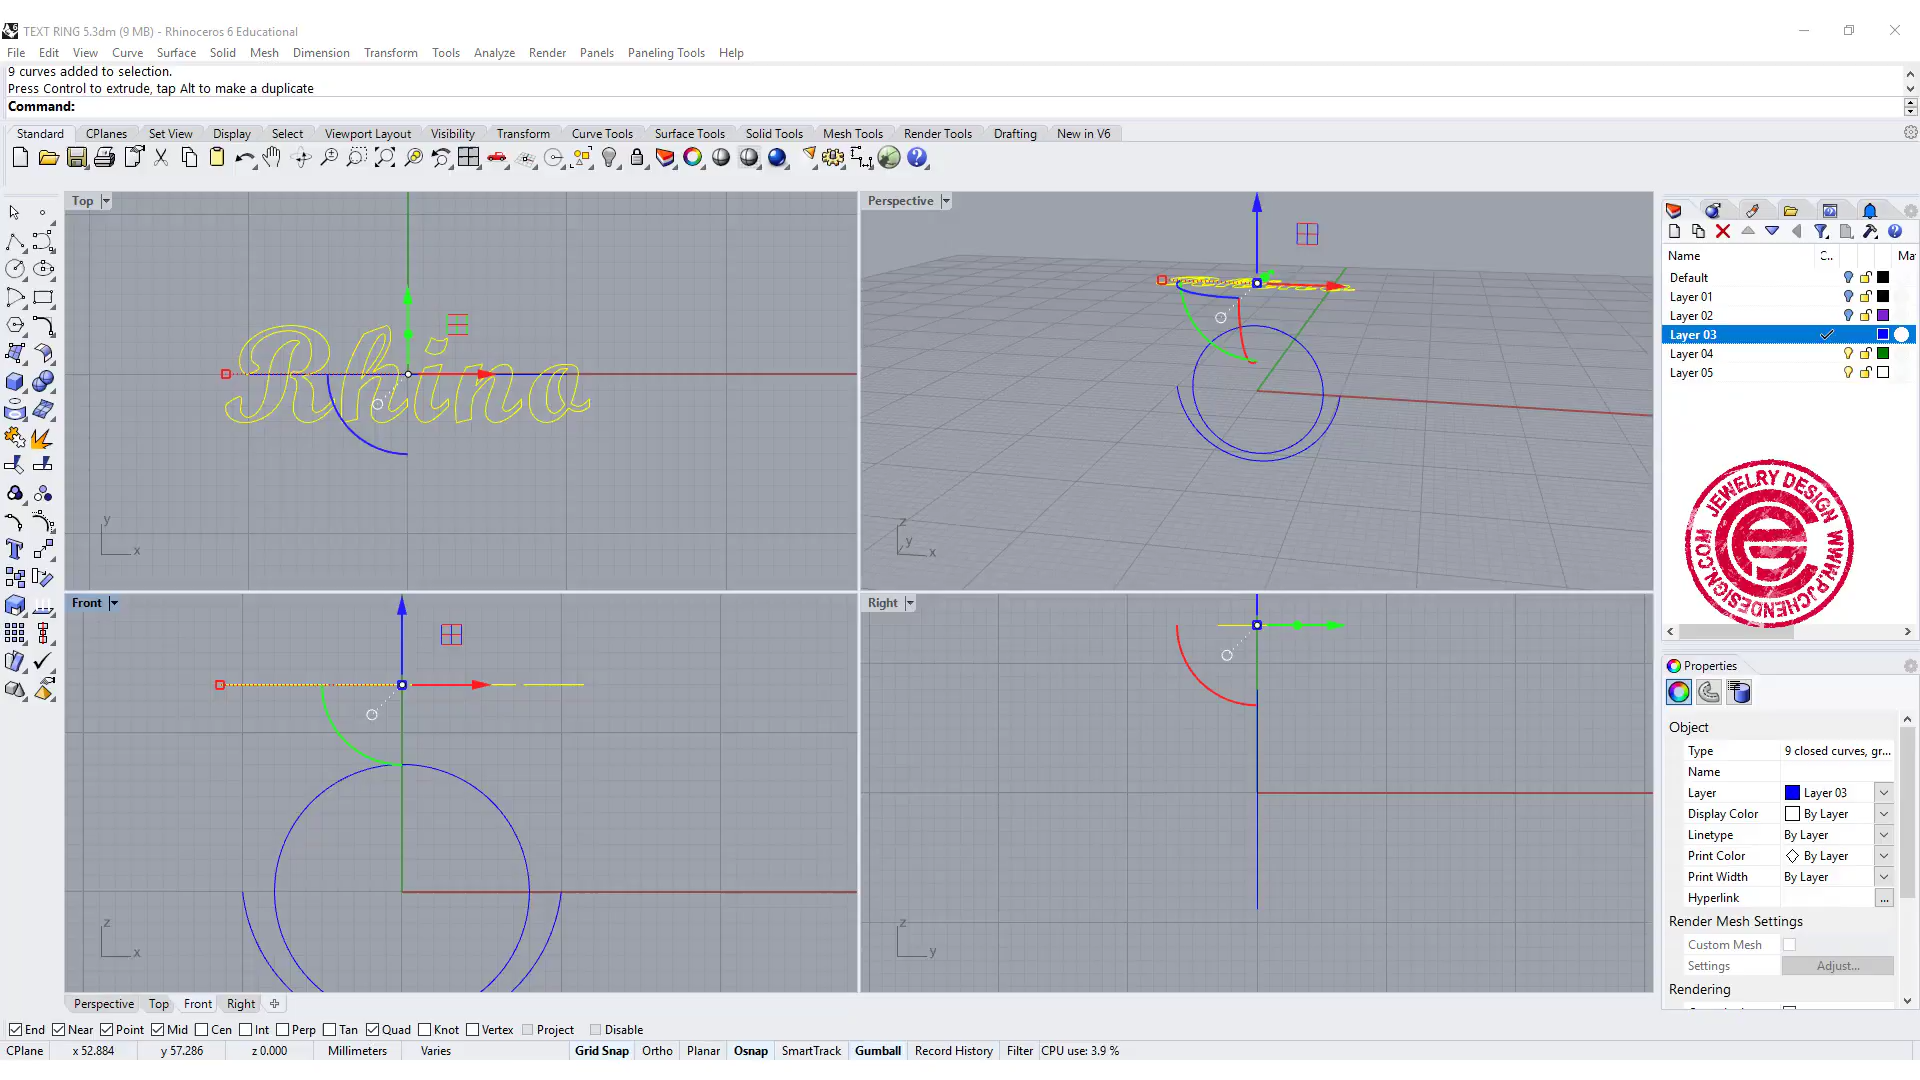 TEXT RING 5.3dm (9 MB) - Rhinoceros 6 Educational
File Edit View Curve Surface Solid Mesh Dimension Transform Tools Analyze Render Panels Paneling Tools Help
9 curves added to selection.
Press Control to extrude, tap Alt to make a duplicate
Command:
Standard CPlanes Set View Display Select Viewport Layout Visibility Transform Curve Tools Surface Tools Solid Tools Mesh Tools Render Tools Drafting New in V6
Top
Rhino
y
x
Perspective
z
y
x
Front
z
x
Right
z
y
Name C.. Ma
Default
Layer 01
Layer 02
Layer 03
Layer 04
Layer 05
JEWELRY DESIGN
WWW.PJCHENDESIGN.COM
Properties
Object
Type 9 closed curves, gr...
Name
Layer Layer 03
Display Color By Layer
Linetype By Layer
Print Color By Layer
Print Width By Layer
Hyperlink ...
Render Mesh Settings
Custom Mesh
Settings Adjust...
Rendering
Perspective Top Front Right
End Near Point Mid Cen Int Perp Tan Quad Knot Vertex Project Disable
CPlane x 52.884 y 57.286 z 0.000 Millimeters Varies Grid Snap Ortho Planar Osnap SmartTrack Gumball Record History Filter CPU use: 3.9 %